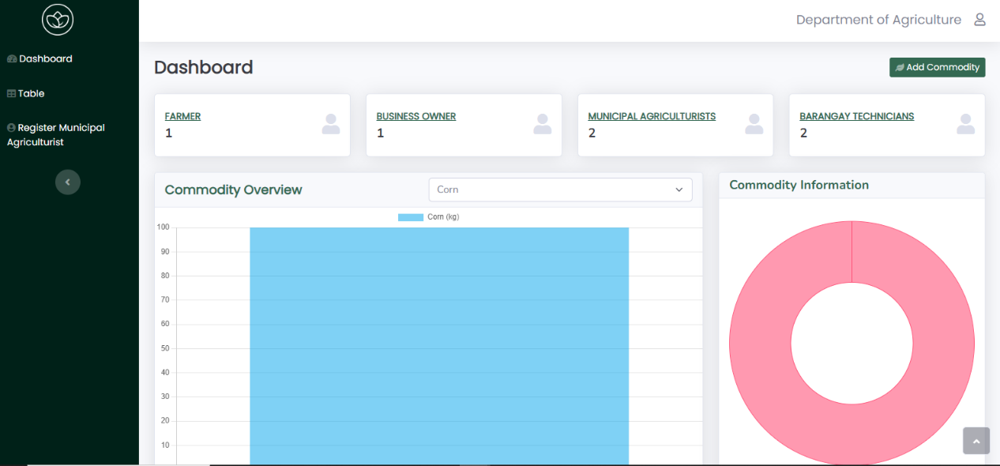 Department of Agriculture
Dashboard
Table
Register Municipal
Agriculturist
Dashboard
Add Commodity
FARMER
1
BUSINESS OWNER
1
MUNICIPAL AGRICULTURISTS
2
BARANGAY TECHNICIANS
2
Commodity Overview
Corn
Corn (kg)
100
90
80
70
60
50
40
30
20
10
Commodity Information